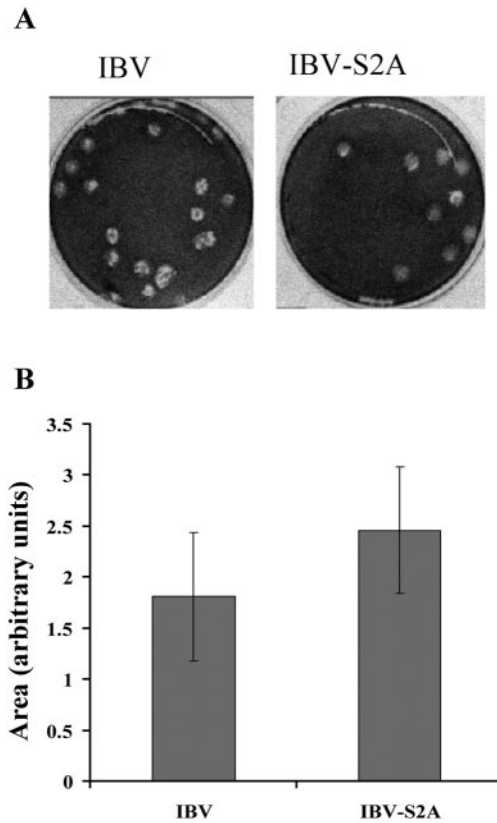 A
IBV
IBV-S2A
B
3.5
3
2.5
2
1.5
1
0.5
0
Area (arbitrary units)
IBV
IBV-S2A